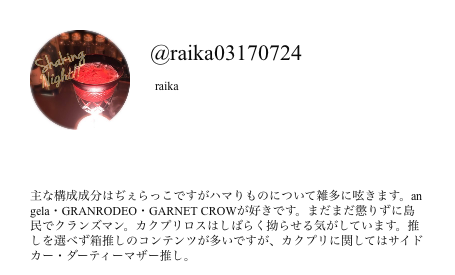 Sharing
Night!!
@raika03170724
raika
主な構成成分はぢぇらっこですがハマりものについて雑多に呟きます。an
gela・GRANRODEO・GARNET CROWが好きです。まだまだ懲りずに島
民でクランズマン。カクプリロスはしばらく拗らせる気がしています。推
しを選べず箱推しのコンテンツが多いですが、カクプリに関してはサイド
カー・ダーティーマザー推し。